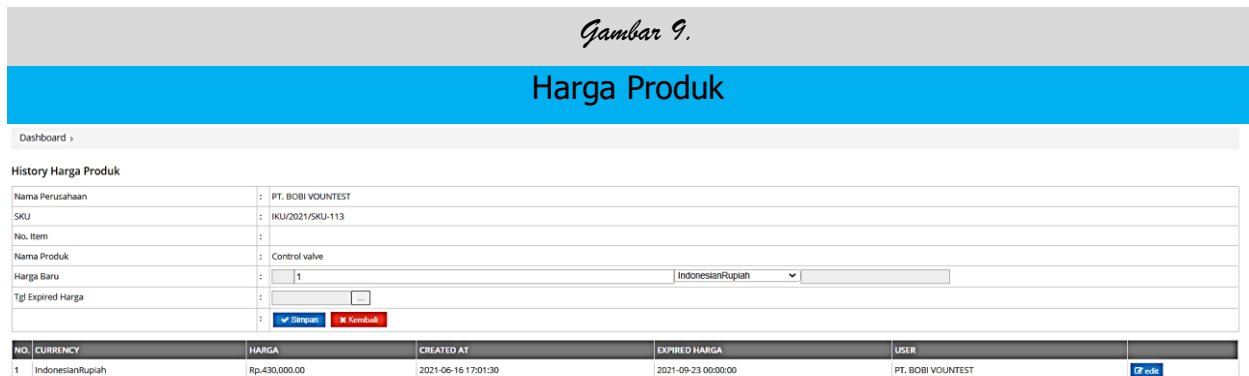 Gambar 9.
Harga Produk
Dashboard ›
History Harga Produk
Nama Perusahaan : PT. BOBI VOUNTEST
SKU : IKU/2021/SKU-113
No. Item :
Nama Produk : Control valve
Harga Baru : 1 IndonesianRupiah
Tgl Expired Harga : ...
: Simpan Kembali
NO. CURRENCY HARGA CREATED AT EXPIRED HARGA USER
1 IndonesianRupiah Rp.430,000.00 2021-06-16 17:01:30 2021-09-23 00:00:00 PT. BOBI VOUNTEST edit